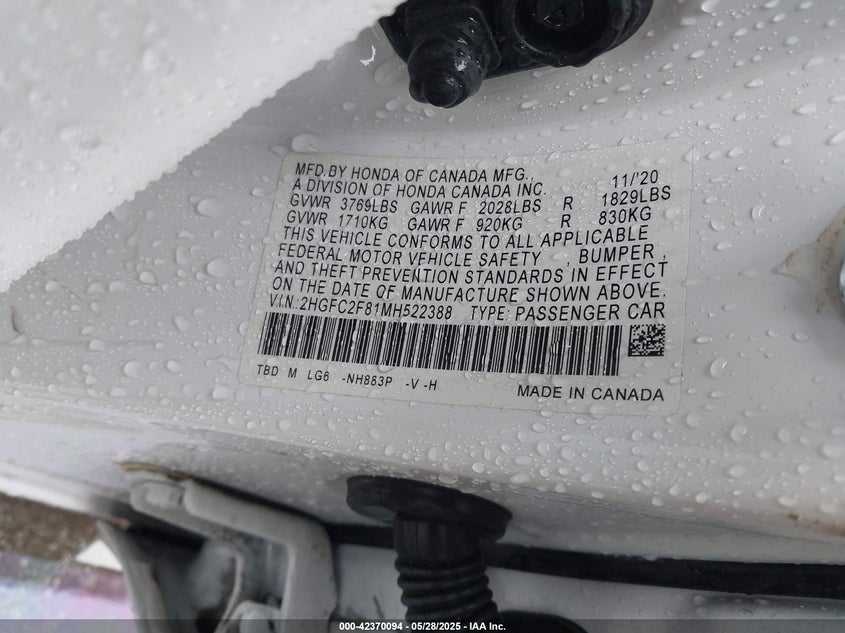 MFD.BY HONDA OF CANADA MFG., 11/'20
A DIVISION OF HONDA CANADA INC.
GVWR 3769LBS GAWR F 2028LBS R 1829LBS
GVWR 1710KG GAWR F 920KG R 830KG
THIS VEHICLE CONFORMS TO ALL APPLICABLE
FEDERAL MOTOR VEHICLE SAFETY , BUMPER ,
AND THEFT PREVENTION STANDARDS IN EFFECT
ON THE DATE OF MANUFACTURE SHOWN ABOVE.
V.I.N.:2HGFC2F81MH522388 TYPE: PASSENGER CAR
TBD M LG6 -NH883P -V -H
MADE IN CANADA
000-42370094 — 05/28/2025 - IAA Inc.